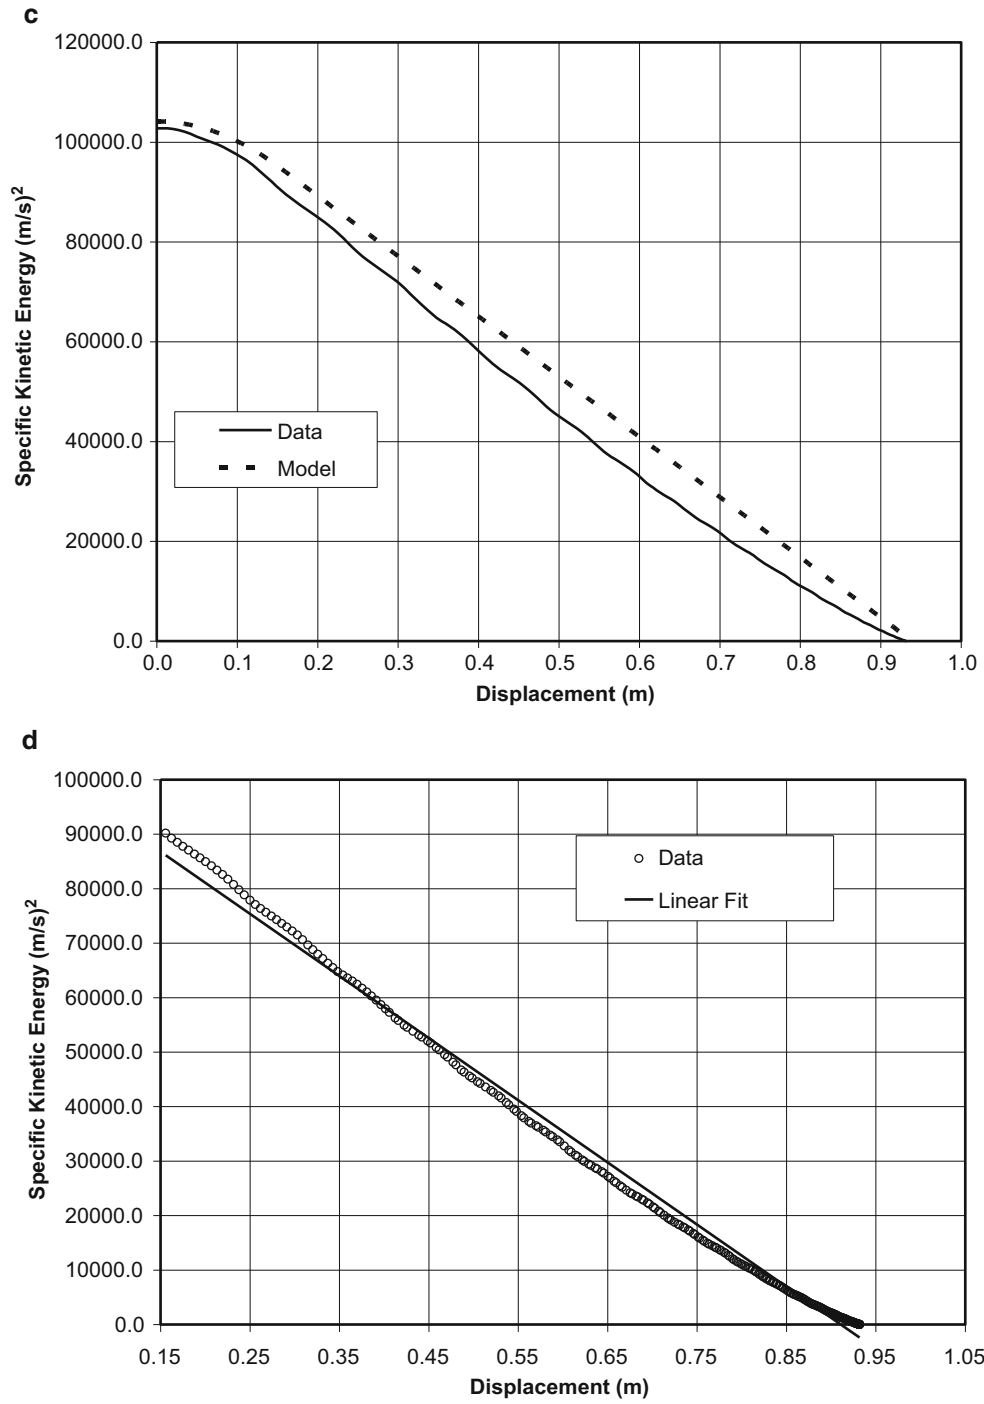 c
120000.0
100000.0
80000.0
60000.0
40000.0
20000.0
0.0
Specific Kinetic Energy (m/s)²
Data
Model
0.0 0.1 0.2 0.3 0.4 0.5 0.6 0.7 0.8 0.9 1.0
Displacement (m)
d
100000.0
90000.0
80000.0
70000.0
60000.0
50000.0
40000.0
30000.0
20000.0
10000.0
0.0
Specific Kinetic Energy (m/s)²
Data
Linear Fit
0.15 0.25 0.35 0.45 0.55 0.65 0.75 0.85 0.95 1.05
Displacement (m)